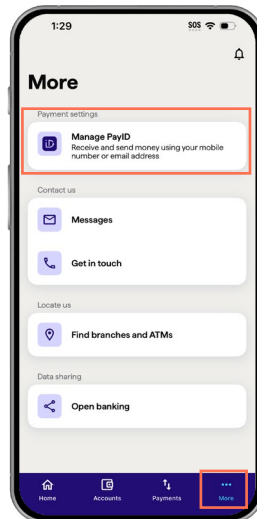 1:29
SOS
More
Payment settings
iD
Manage PayID
Receive and send money using your mobile
number or email address
Contact us
Messages
Get in touch
Locate us
Find branches and ATMs
Data sharing
Open banking
Home Accounts Payments More